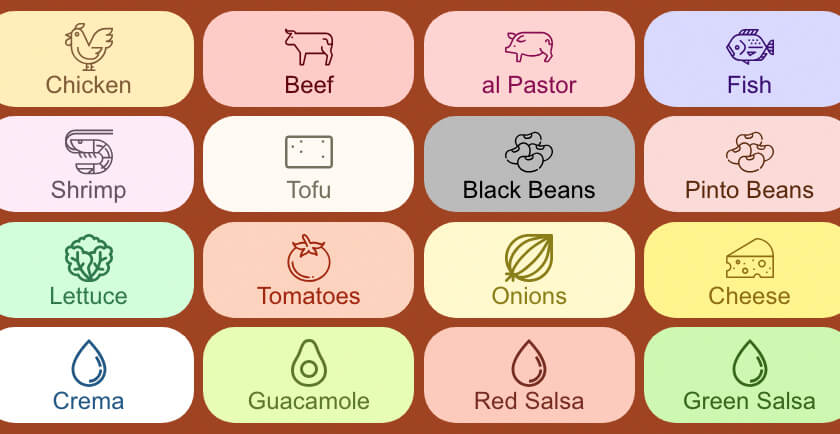 Chicken
Beef
al Pastor
Fish
Shrimp
Tofu
Black Beans
Pinto Beans
Lettuce
Tomatoes
Onions
Cheese
Crema
Guacamole
Red Salsa
Green Salsa